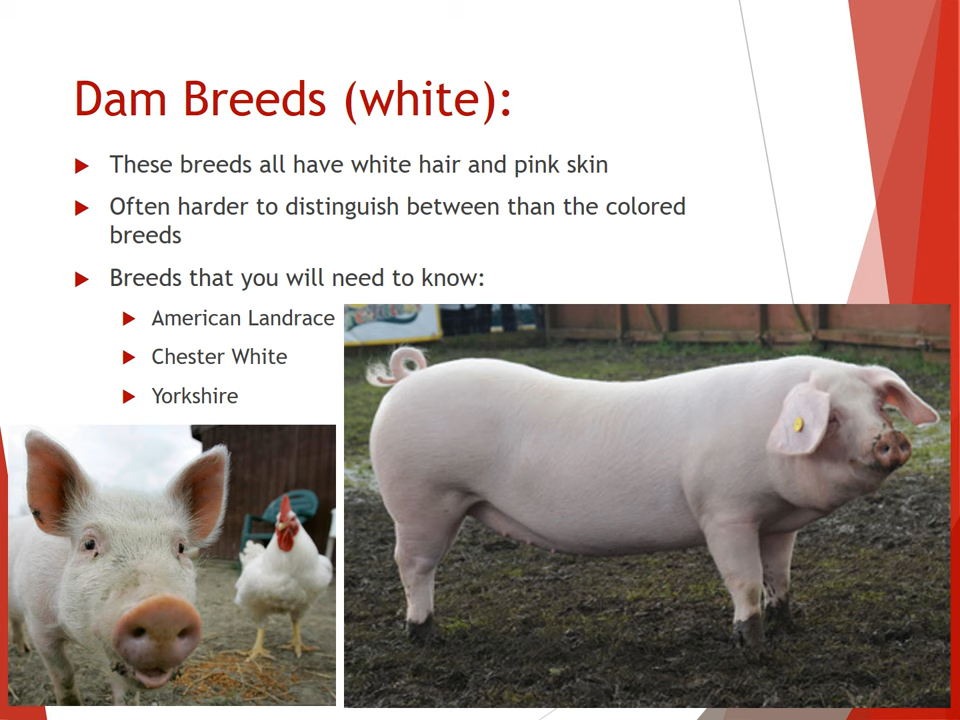 Dam Breeds (white):
These breeds all have white hair and pink skin
Often harder to distinguish between than the colored
breeds
Breeds that you will need to know:
American Landrace
Chester White
Yorkshire